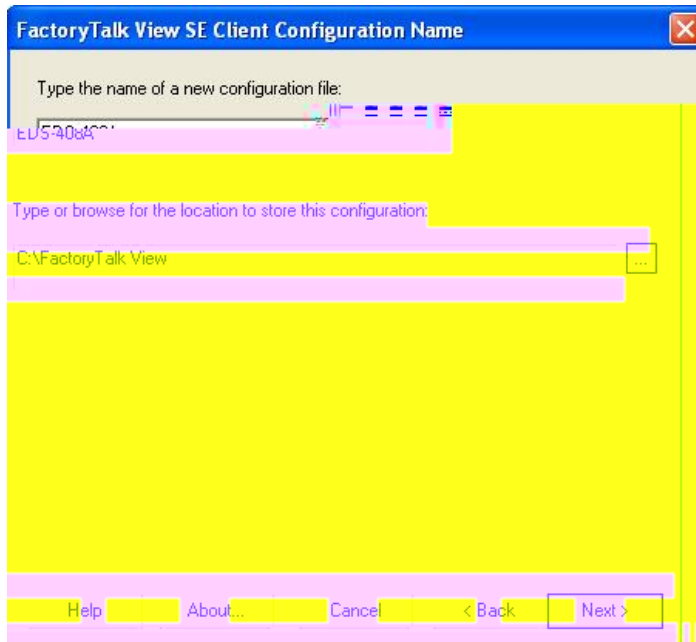 FactoryTalk View SE Client Configuration Name
Type the name of a new configuration file:
EDS-408A
Type or browse for the location to store this configuration:
C:\FactoryTalk View
...
Help About... Cancel < Back Next >